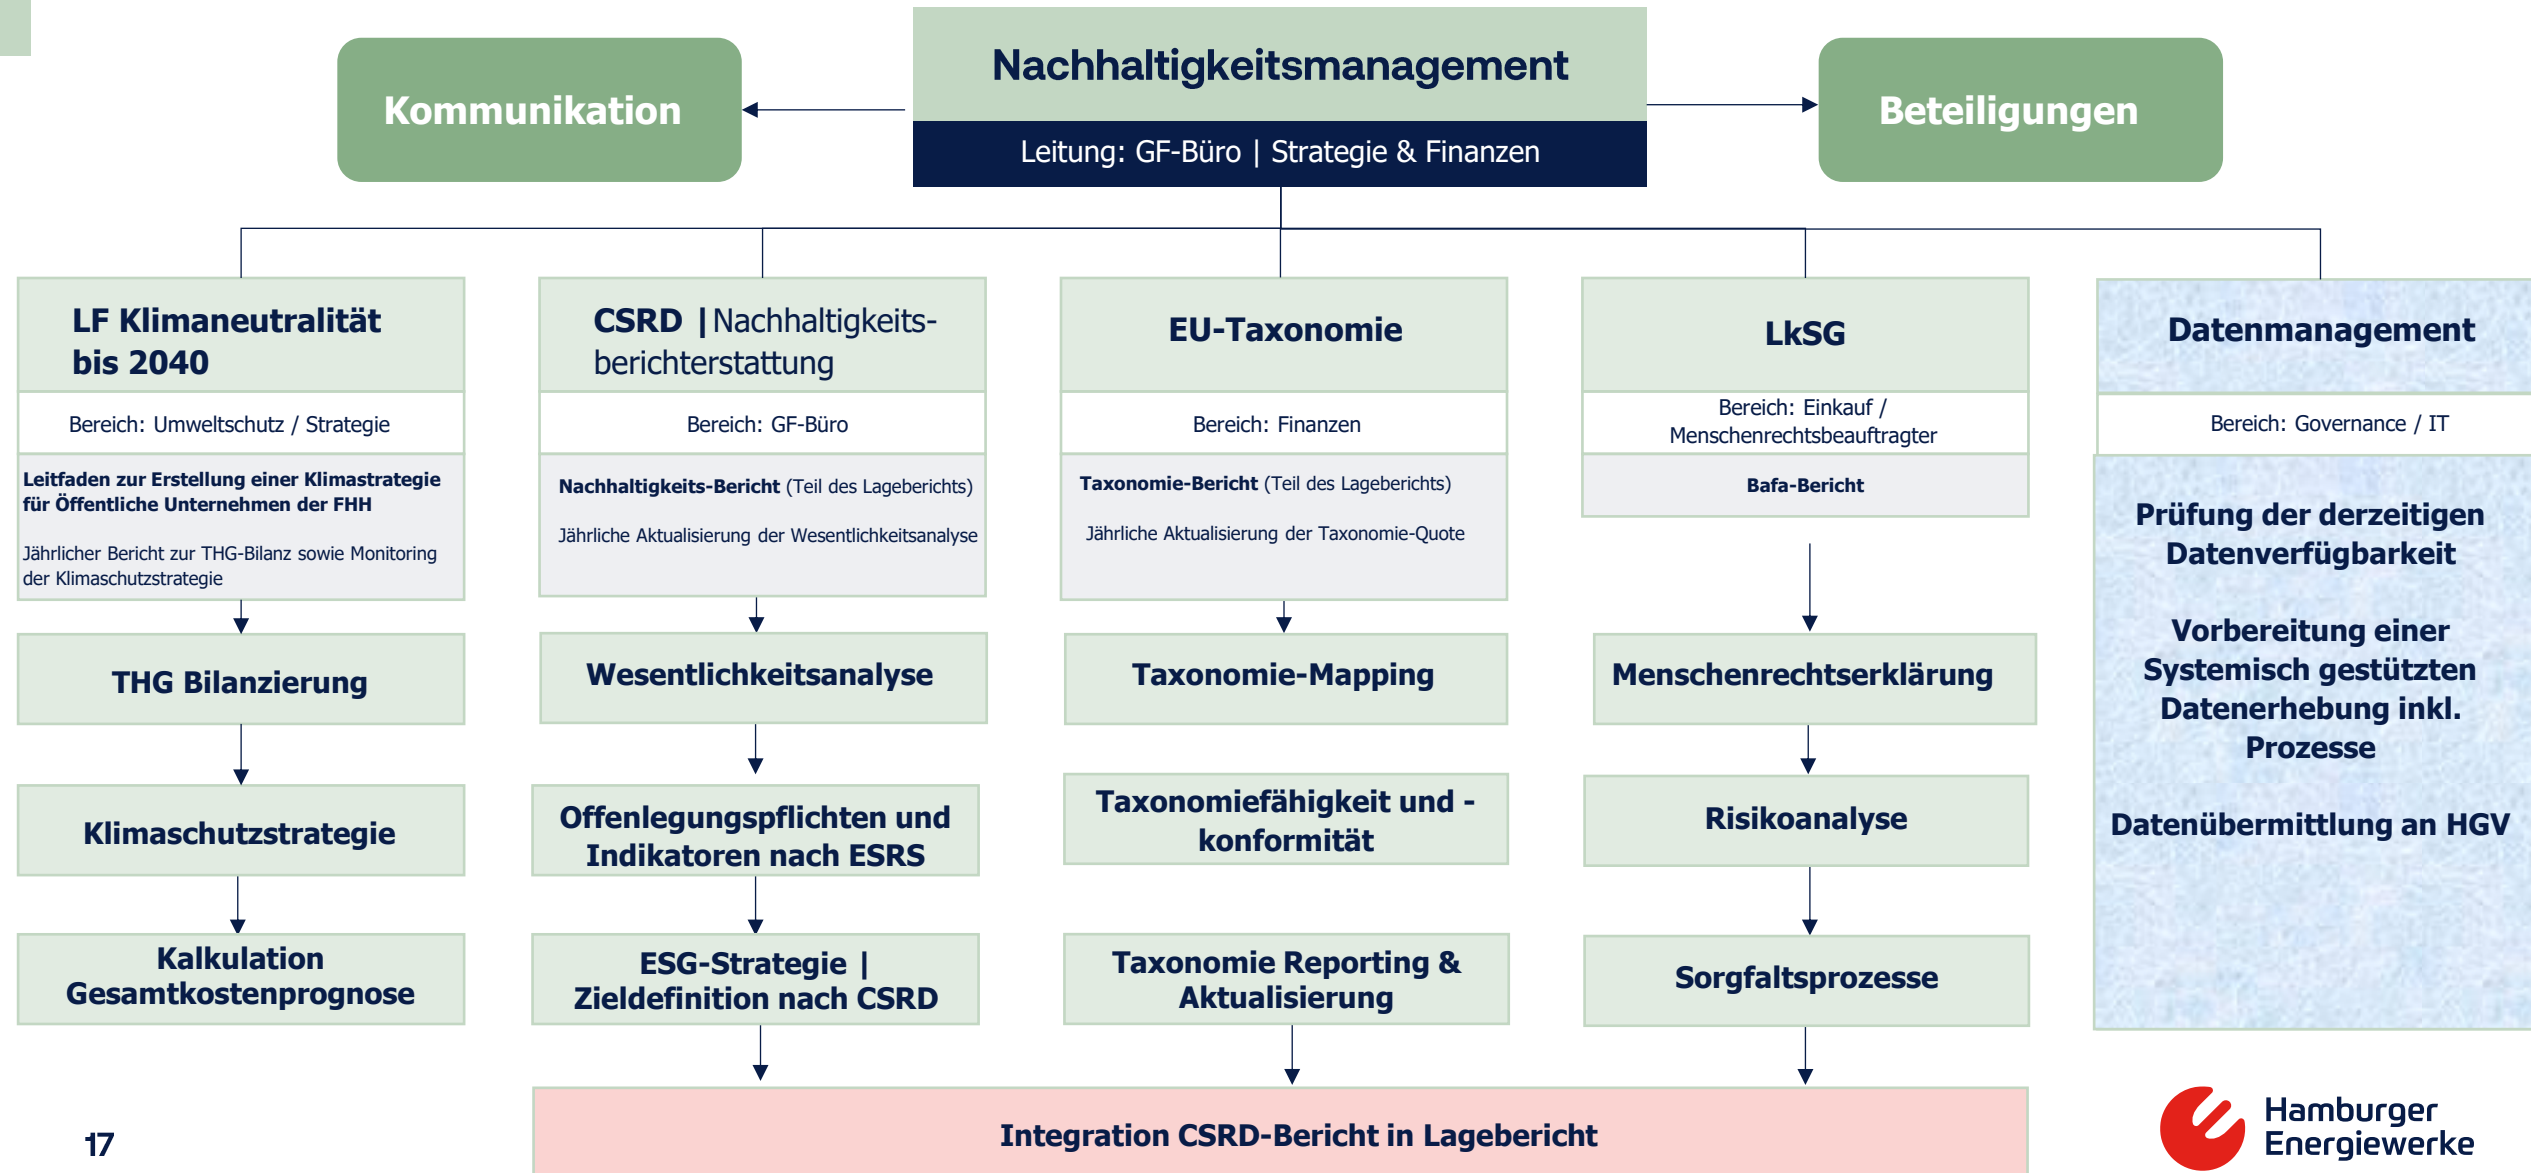 Nachhaltigkeitsmanagement
Leitung: GF-Büro | Strategie & Finanzen
Kommunikation
Beteiligungen
LF Klimaneutralität
bis 2040
Bereich: Umweltschutz / Strategie
Leitfaden zur Erstellung einer Klimastrategie
für Öffentliche Unternehmen der FHH
Jährlicher Bericht zur THG-Bilanz sowie Monitoring
der Klimaschutzstrategie
THG Bilanzierung
Klimaschutzstrategie
Kalkulation
Gesamtkostenprognose
CSRD | Nachhaltigkeits-
berichterstattung
Bereich: GF-Büro
Nachhaltigkeits-Bericht (Teil des Lageberichts)
Jährliche Aktualisierung der Wesentlichkeitsanalyse
Wesentlichkeitsanalyse
Offenlegungspflichten und
Indikatoren nach ESRS
ESG-Strategie |
Zieldefinition nach CSRD
EU-Taxonomie
Bereich: Finanzen
Taxonomie-Bericht (Teil des Lageberichts)
Jährliche Aktualisierung der Taxonomie-Quote
Taxonomie-Mapping
Taxonomiefähigkeit und -
konformität
Taxonomie Reporting &
Aktualisierung
LkSG
Bereich: Einkauf /
Menschenrechtsbeauftragter
Bafa-Bericht
Menschenrechtserklärung
Risikoanalyse
Sorgfaltsprozesse
Datenmanagement
Bereich: Governance / IT
Prüfung der derzeitigen
Datenverfügbarkeit
Vorbereitung einer
Systemisch gestützten
Datenerhebung inkl.
Prozesse
Datenübermittlung an HGV
Integration CSRD-Bericht in Lagebericht
17
Hamburger
Energiewerke